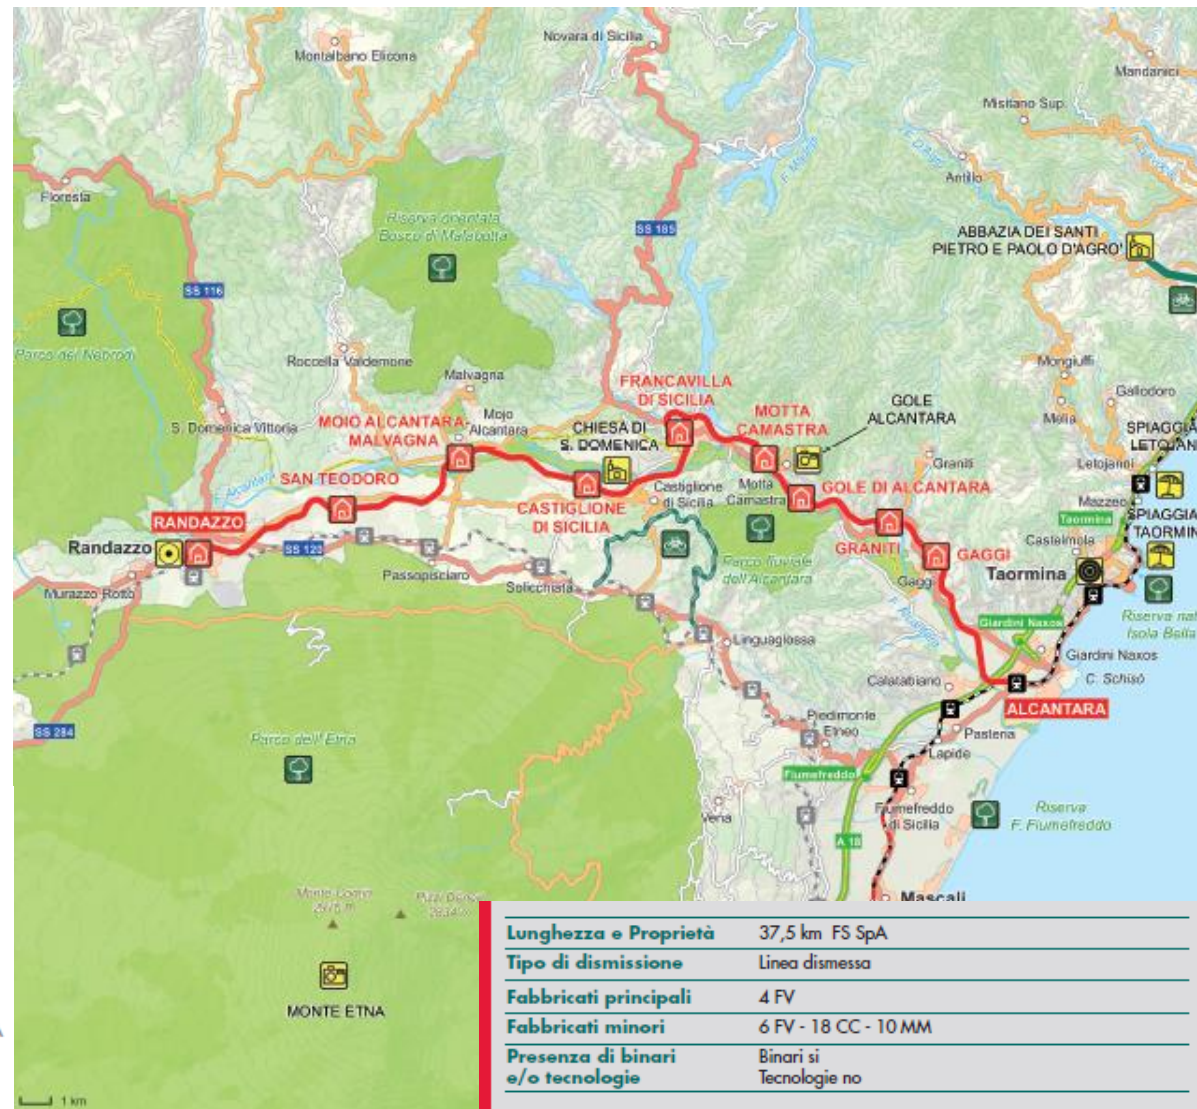 Novara di Sicilia
Montalbano Elicona
Mandanici
Misitano Sup.
D'Agrò
F. Mazzarrà
Antillo
Floresta
Riserva orientata
Bosco di Malabotta
SS 185
ABBAZIA DEI SANTI
PIETRO E PAOLO D'AGRO'
SS 116
Parco dei Nebrodi
Roccella Valdemone
Mongiuffi
Malvagna
FRANCAVILLA
DI SICILIA
GOLE
ALCANTARA
Gallodoro
Melia
S. Domenica Vittoria
MOIO ALCANTARA
MALVAGNA
Mojo
Alcantara
CHIESA DI
S. DOMENICA
MOTTA
CAMASTRA
SPIAGGIA
LETOJAN
Graniti
Letojanni
F. Alcantara
SAN TEODORO
CASTIGLIONE
DI SICILIA
Castiglione
di Sicilia
Motta
Camastra
GOLE DI ALCANTARA
Mazzeo
SPIAGGIA
TAORMIN
RANDAZZO
Taormina
Castelmola
Randazzo
SS 120
GRANITI
GAGGI
Passopisciaro
Solicchiata
Parco fluviale
dell'Alcantara
Gaggi
Taormina
Murazzo Rotto
Riserva nat
Isola Bella
Linguaglossa
Giardini Naxos
Giardini Naxos
Calatabiano
C. Schisò
ALCANTARA
SS 284
Parco dell'Etna
Piedimonte
Etneo
Pasteria
Lapide
Fiumefreddo
Vena
Fiumefreddo
di Sicilia
Riserva
F. Fiumefreddo
A 18
Mascali
MONTE ETNA
Lunghezza e Proprietà 37,5 km FS SpA
Tipo di dismissione Linea dismessa
Fabbricati principali 4 FV
Fabbricati minori 6 FV - 18 CC - 10 MM
Presenza di binari Binari si
e/o tecnologie Tecnologie no
1 km